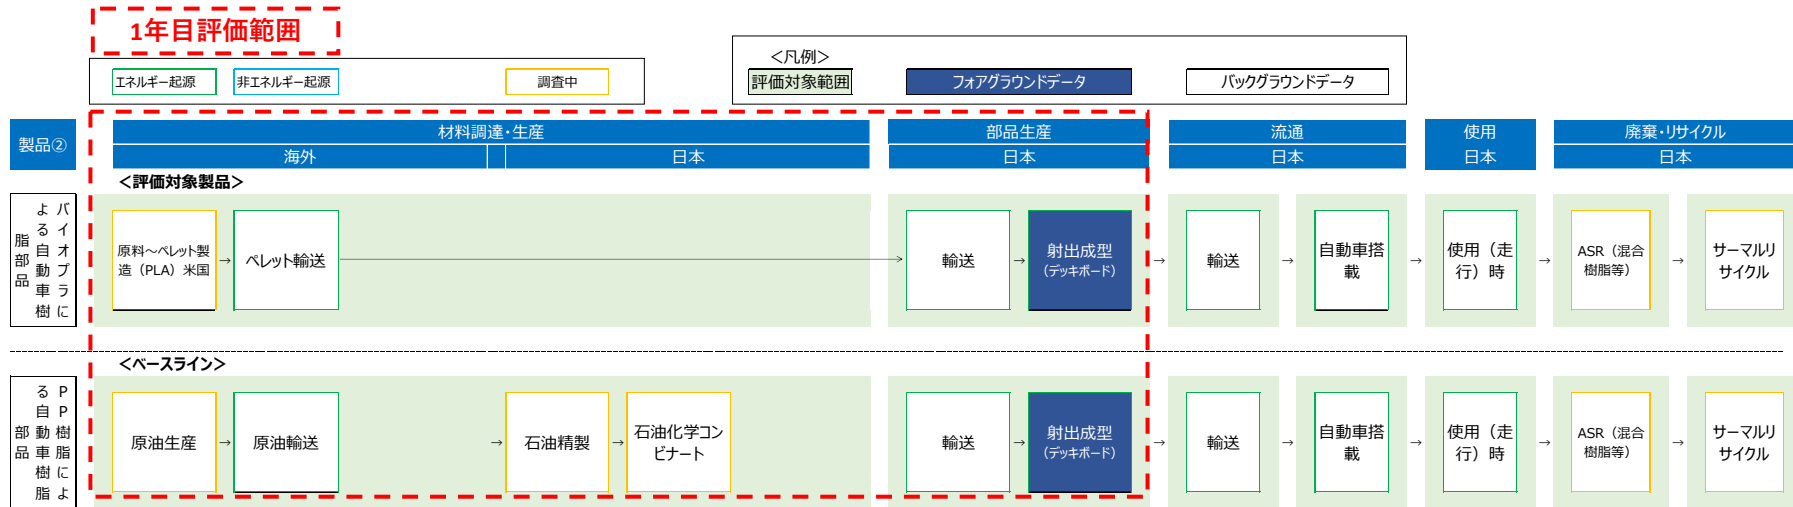 1年目評価範囲
エネルギー起源
非エネルギー起源
調査中
＜凡例＞
評価対象範囲
フォアグラウンドデータ
バックグラウンドデータ
製品②
材料調達・生産
部品生産
流通
使用
廃棄・リサイクル
海外
日本
日本
日本
日本
日本
＜評価対象製品＞
バイオプラに
よる自動車樹
脂部品
原料～ペレット製
造（PLA）米国
→
ペレット輸送
輸送
→
射出成型
（デッキボード）
→
輸送
→
自動車搭
載
→
使用（走
行）時
→
ASR（混合
樹脂等）
→
サーマルリ
サイクル
＜ベースライン＞
PP樹脂によ
る自動車樹脂
部品
原油生産
→
原油輸送
→
石油精製
→
石油化学コン
ビナート
輸送
→
射出成型
（デッキボード）
→
輸送
→
自動車搭
載
→
使用（走
行）時
→
ASR（混合
樹脂等）
→
サーマルリ
サイクル